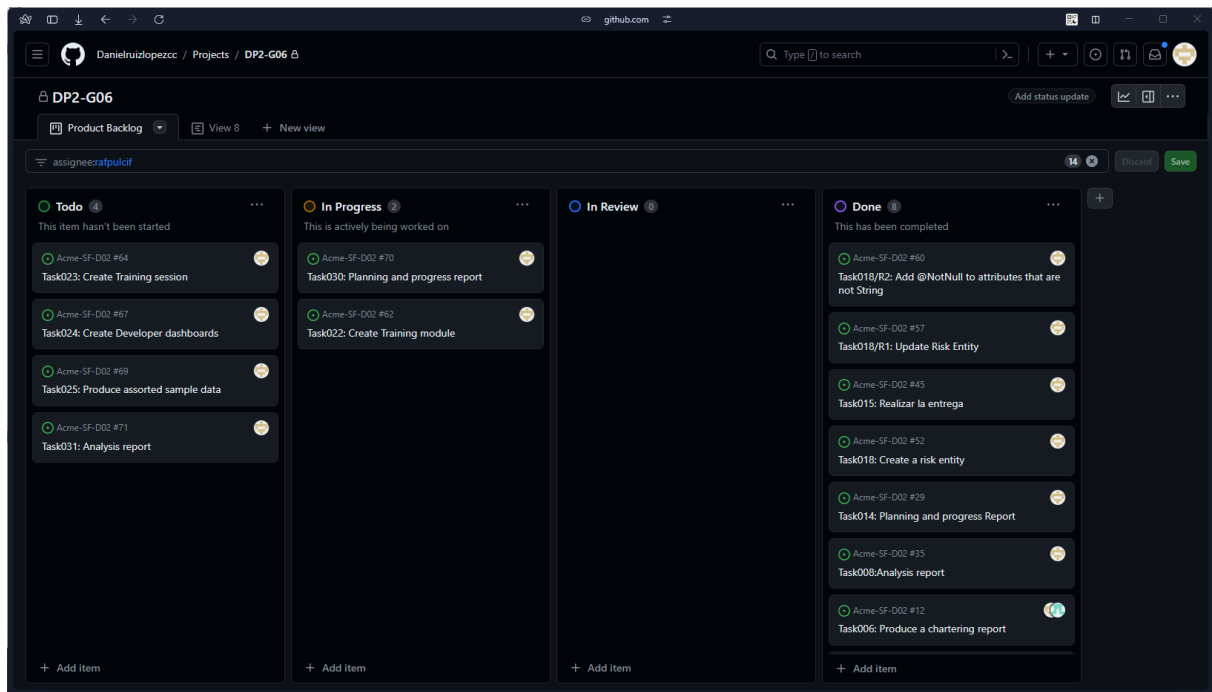 github.com
Danielruizlopezcc / Projects / DP2-G06
Type / to search
DP2-G06
Add status update
Product Backlog
View 8
+ New view
assignee:rafpulcif
14
Discard
Save
Todo 4
This item hasn't been started
Acme-SF-D02 #64
Task023: Create Training session
Acme-SF-D02 #67
Task024: Create Developer dashboards
Acme-SF-D02 #69
Task025: Produce assorted sample data
Acme-SF-D02 #71
Task031: Analysis report
+ Add item
In Progress 2
This is actively being worked on
Acme-SF-D02 #70
Task030: Planning and progress report
Acme-SF-D02 #62
Task022: Create Training module
+ Add item
In Review 0
+ Add item
Done 8
This has been completed
Acme-SF-D02 #60
Task018/R2: Add @NotNull to attributes that are
not String
Acme-SF-D02 #57
Task018/R1: Update Risk Entity
Acme-SF-D02 #45
Task015: Realizar la entrega
Acme-SF-D02 #52
Task018: Create a risk entity
Acme-SF-D02 #29
Task014: Planning and progress Report
Acme-SF-D02 #35
Task008:Analysis report
Acme-SF-D02 #12
Task006: Produce a chartering report
+ Add item